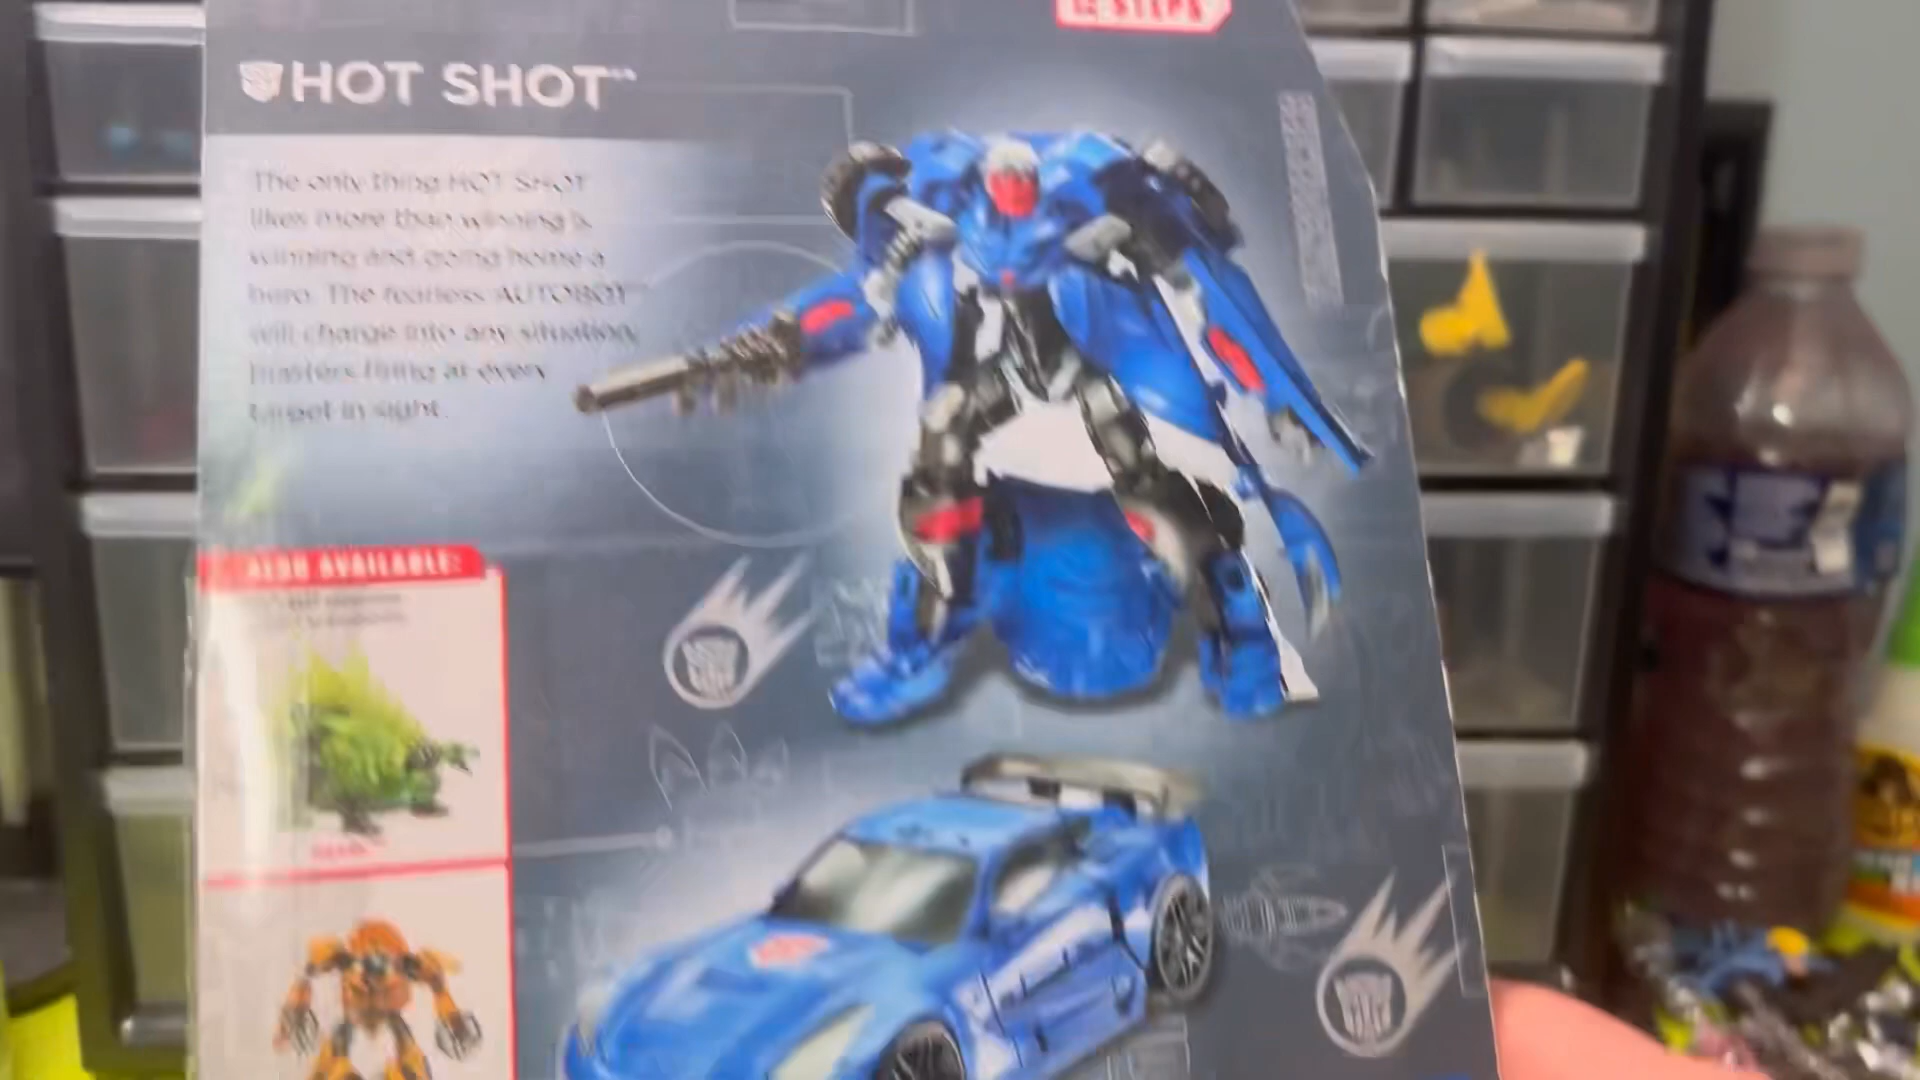 STEPS
HOT SHOT
The only thing HOT SHOT
likes more than winning is
winning and going home a
hero. The fearless AUTOBOT
will charge into any situation,
blasters firing at every
target in sight.
ALSO AVAILABLE: